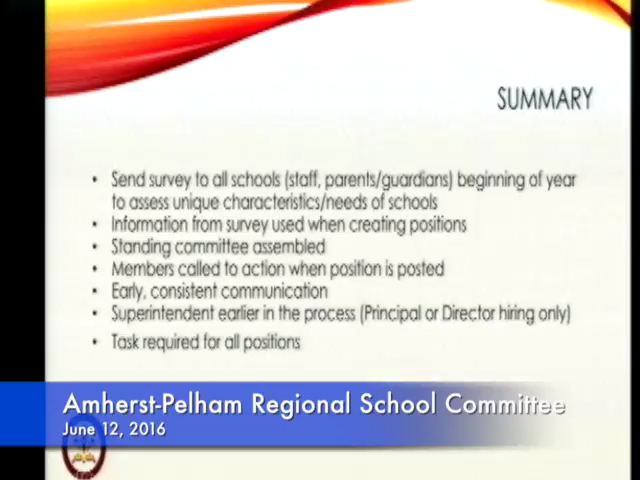 SUMMARY
• Send survey to all schools (staff, parents/guardians) beginning of year
to assess unique characteristics/needs of schools
• Information from survey used when creating positions
• Standing committee assembled
• Members called to action when position is posted
• Early, consistent communication
• Superintendent earlier in the process (Principal or Director hiring only)
• Task required for all positions
Amherst-Pelham Regional School Committee
June 12, 2016